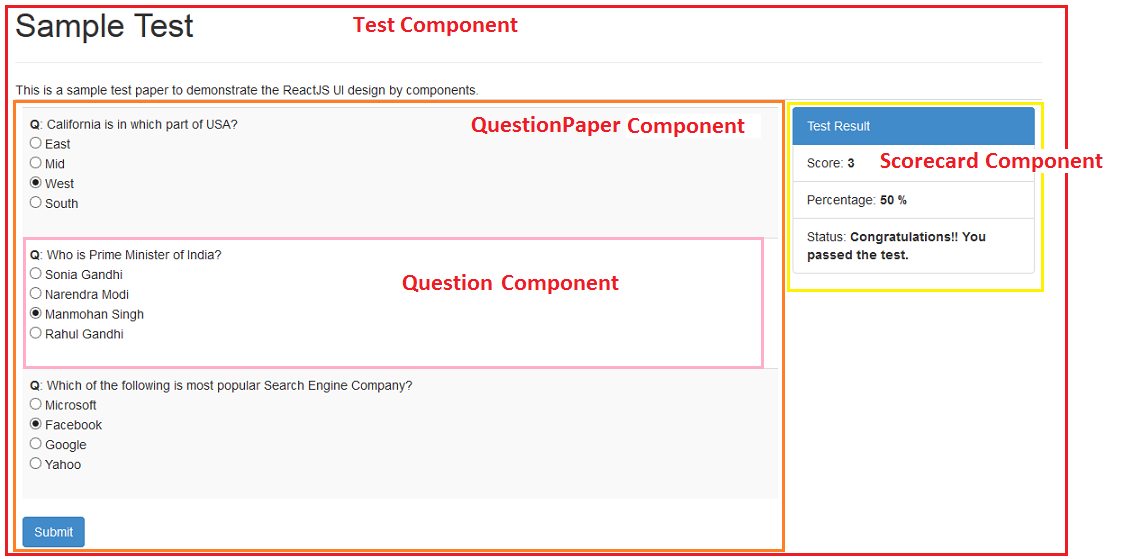 Sample Test
Test Component
This is a sample test paper to demonstrate the ReactJS UI design by components.
QuestionPaper Component
Q: California is in which part of USA?
East
Mid
West
South
Question Component
Q: Who is Prime Minister of India?
Sonia Gandhi
Narendra Modi
Manmohan Singh
Rahul Gandhi
Q: Which of the following is most popular Search Engine Company?
Microsoft
Facebook
Google
Yahoo
Submit
Test Result
Scorecard Component
Score: 3
Percentage: 50 %
Status: Congratulations!! You
passed the test.